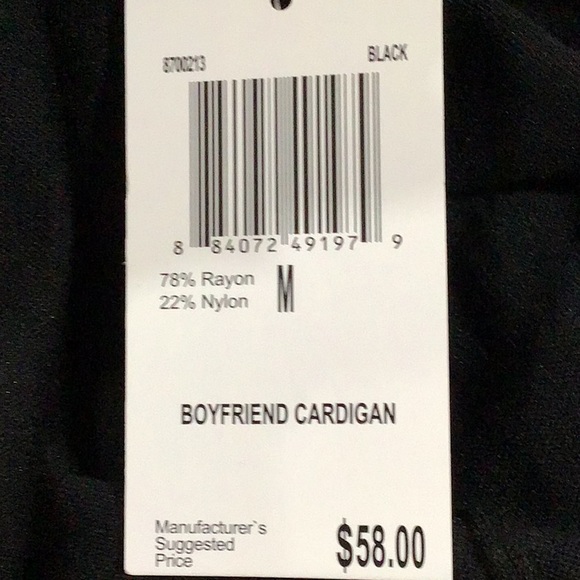 8700213 BLACK
8 84072 49197 9
78% Rayon
22% Nylon M
BOYFRIEND CARDIGAN
Manufacturer`s
Suggested
Price $58.00